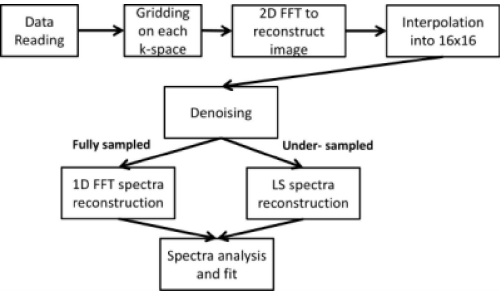 Data
Reading
Gridding
on each
k-space
2D FFT to
reconstruct
image
Interpolation
into 16x16
Denoising
Fully sampled
Under- sampled
1D FFT spectra
reconstruction
LS spectra
reconstruction
Spectra analysis
and fit